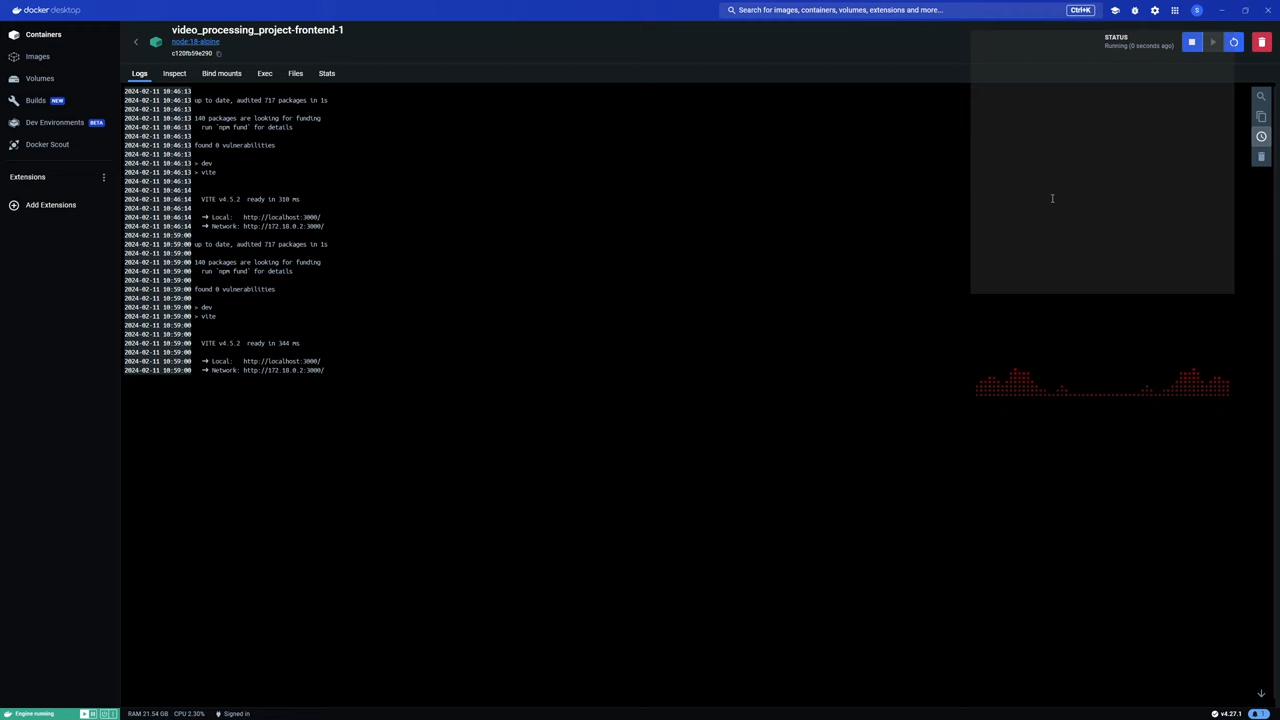 docker desktop
Search for images, containers, volumes, extensions and more...
Ctrl+K
S
Containers
Images
Volumes
Builds NEW
Dev Environments BETA
Docker Scout
Extensions
Add Extensions
video_processing_project-frontend-1
node:18-alpine
c120fb59e290
STATUS
Running (0 seconds ago)
Logs Inspect Bind mounts Exec Files Stats
2024-02-11 10:46:13
2024-02-11 10:46:13 up to date, audited 717 packages in 1s
2024-02-11 10:46:13
2024-02-11 10:46:13 140 packages are looking for funding
2024-02-11 10:46:13 run `npm fund` for details
2024-02-11 10:46:13
2024-02-11 10:46:13 found 0 vulnerabilities
2024-02-11 10:46:13
2024-02-11 10:46:13 > dev
2024-02-11 10:46:13 > vite
2024-02-11 10:46:13
2024-02-11 10:46:14
2024-02-11 10:46:14 VITE v4.5.2 ready in 310 ms
2024-02-11 10:46:14
2024-02-11 10:46:14 ➜ Local: http://localhost:3000/
2024-02-11 10:46:14 ➜ Network: http://172.18.0.2:3000/
2024-02-11 10:59:00
2024-02-11 10:59:00 up to date, audited 717 packages in 1s
2024-02-11 10:59:00
2024-02-11 10:59:00 140 packages are looking for funding
2024-02-11 10:59:00 run `npm fund` for details
2024-02-11 10:59:00
2024-02-11 10:59:00 found 0 vulnerabilities
2024-02-11 10:59:00
2024-02-11 10:59:00 > dev
2024-02-11 10:59:00 > vite
2024-02-11 10:59:00
2024-02-11 10:59:00
2024-02-11 10:59:00 VITE v4.5.2 ready in 344 ms
2024-02-11 10:59:00
2024-02-11 10:59:00 ➜ Local: http://localhost:3000/
2024-02-11 10:59:00 ➜ Network: http://172.18.0.2:3000/
Engine running
RAM 21.54 GB CPU 2.30% Signed in
v4.27.1
1